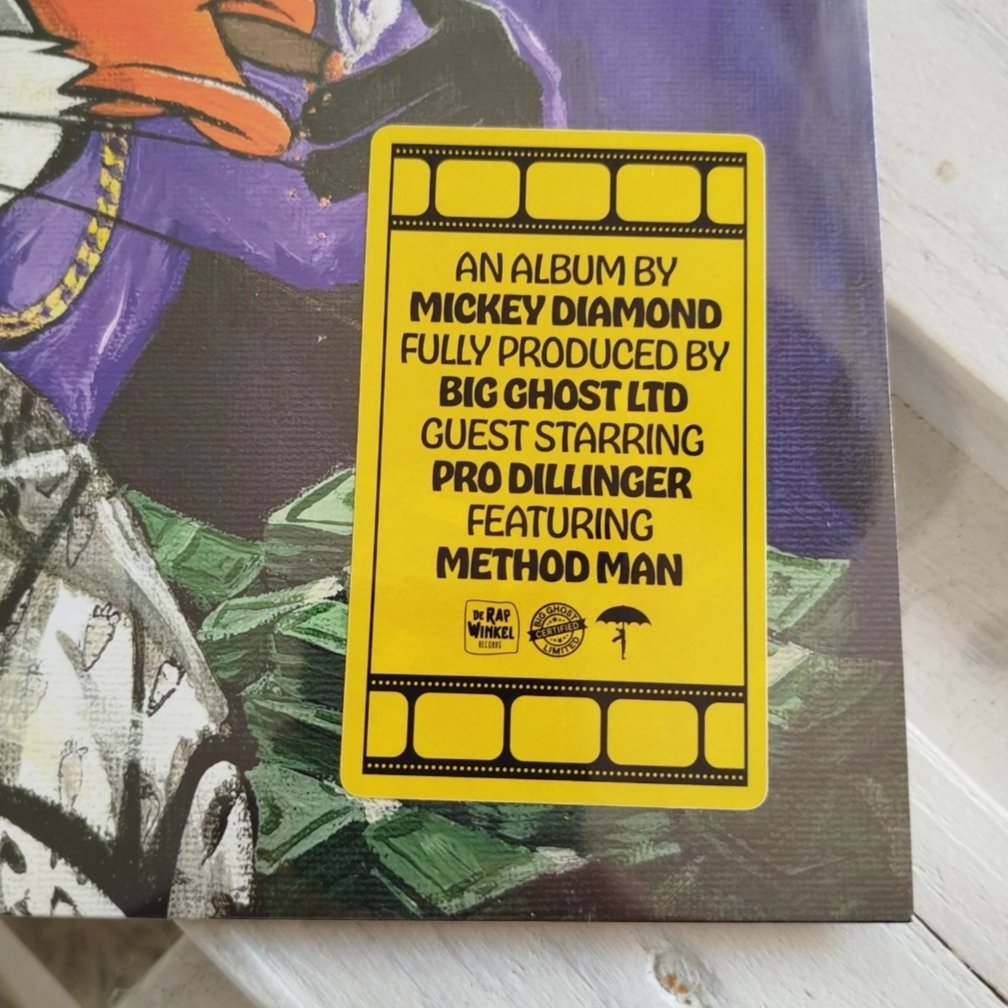 AN ALBUM BY
MICKEY DIAMOND
FULLY PRODUCED BY
BIG GHOST LTD
GUEST STARRING
PRO DILLINGER
FEATURING
METHOD MAN
De RAP
WINKEL
RECORDS
BIG GHOST
CERTIFIED
LIMITED